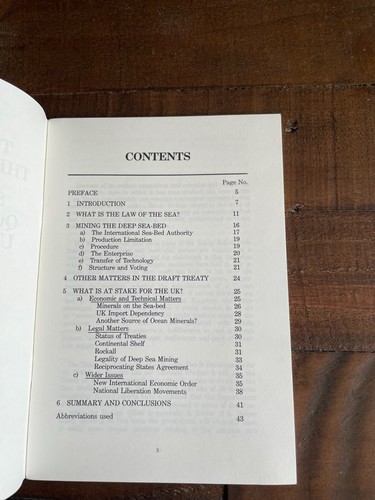 CONTENTS
Page No.
PREFACE 5
1 INTRODUCTION 7
2 WHAT IS THE LAW OF THE SEA? 11
3 MINING THE DEEP SEA-BED 16
a) The International Sea-Bed Authority 17
b) Production Limitation 19
c) Procedure 19
d) The Enterprise 20
e) Transfer of Technology 21
f) Structure and Voting 21
4 OTHER MATTERS IN THE DRAFT TREATY 24
5 WHAT IS AT STAKE FOR THE UK? 25
a) Economic and Technical Matters 25
Minerals on the Sea-bed 26
UK Import Dependency 28
Another Source of Ocean Minerals? 29
b) Legal Matters 30
Status of Treaties 30
Continental Shelf 31
Rockall 31
Legality of Deep Sea Mining 33
Reciprocating States Agreement 34
c) Wider Issues 35
New International Economic Order 35
National Liberation Movements 38
6 SUMMARY AND CONCLUSIONS 41
Abbreviations used 43
3